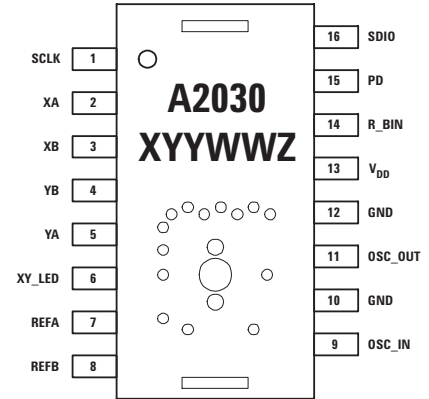 16 SDIO
SCLK 1
15 PD
XA 2
A2030
14 R_BIN
XB 3
XYYWWZ
13 VDD
YB 4
12 GND
YA 5
11 OSC_OUT
XY_LED 6
10 GND
REFA 7
9 OSC_IN
REFB 8